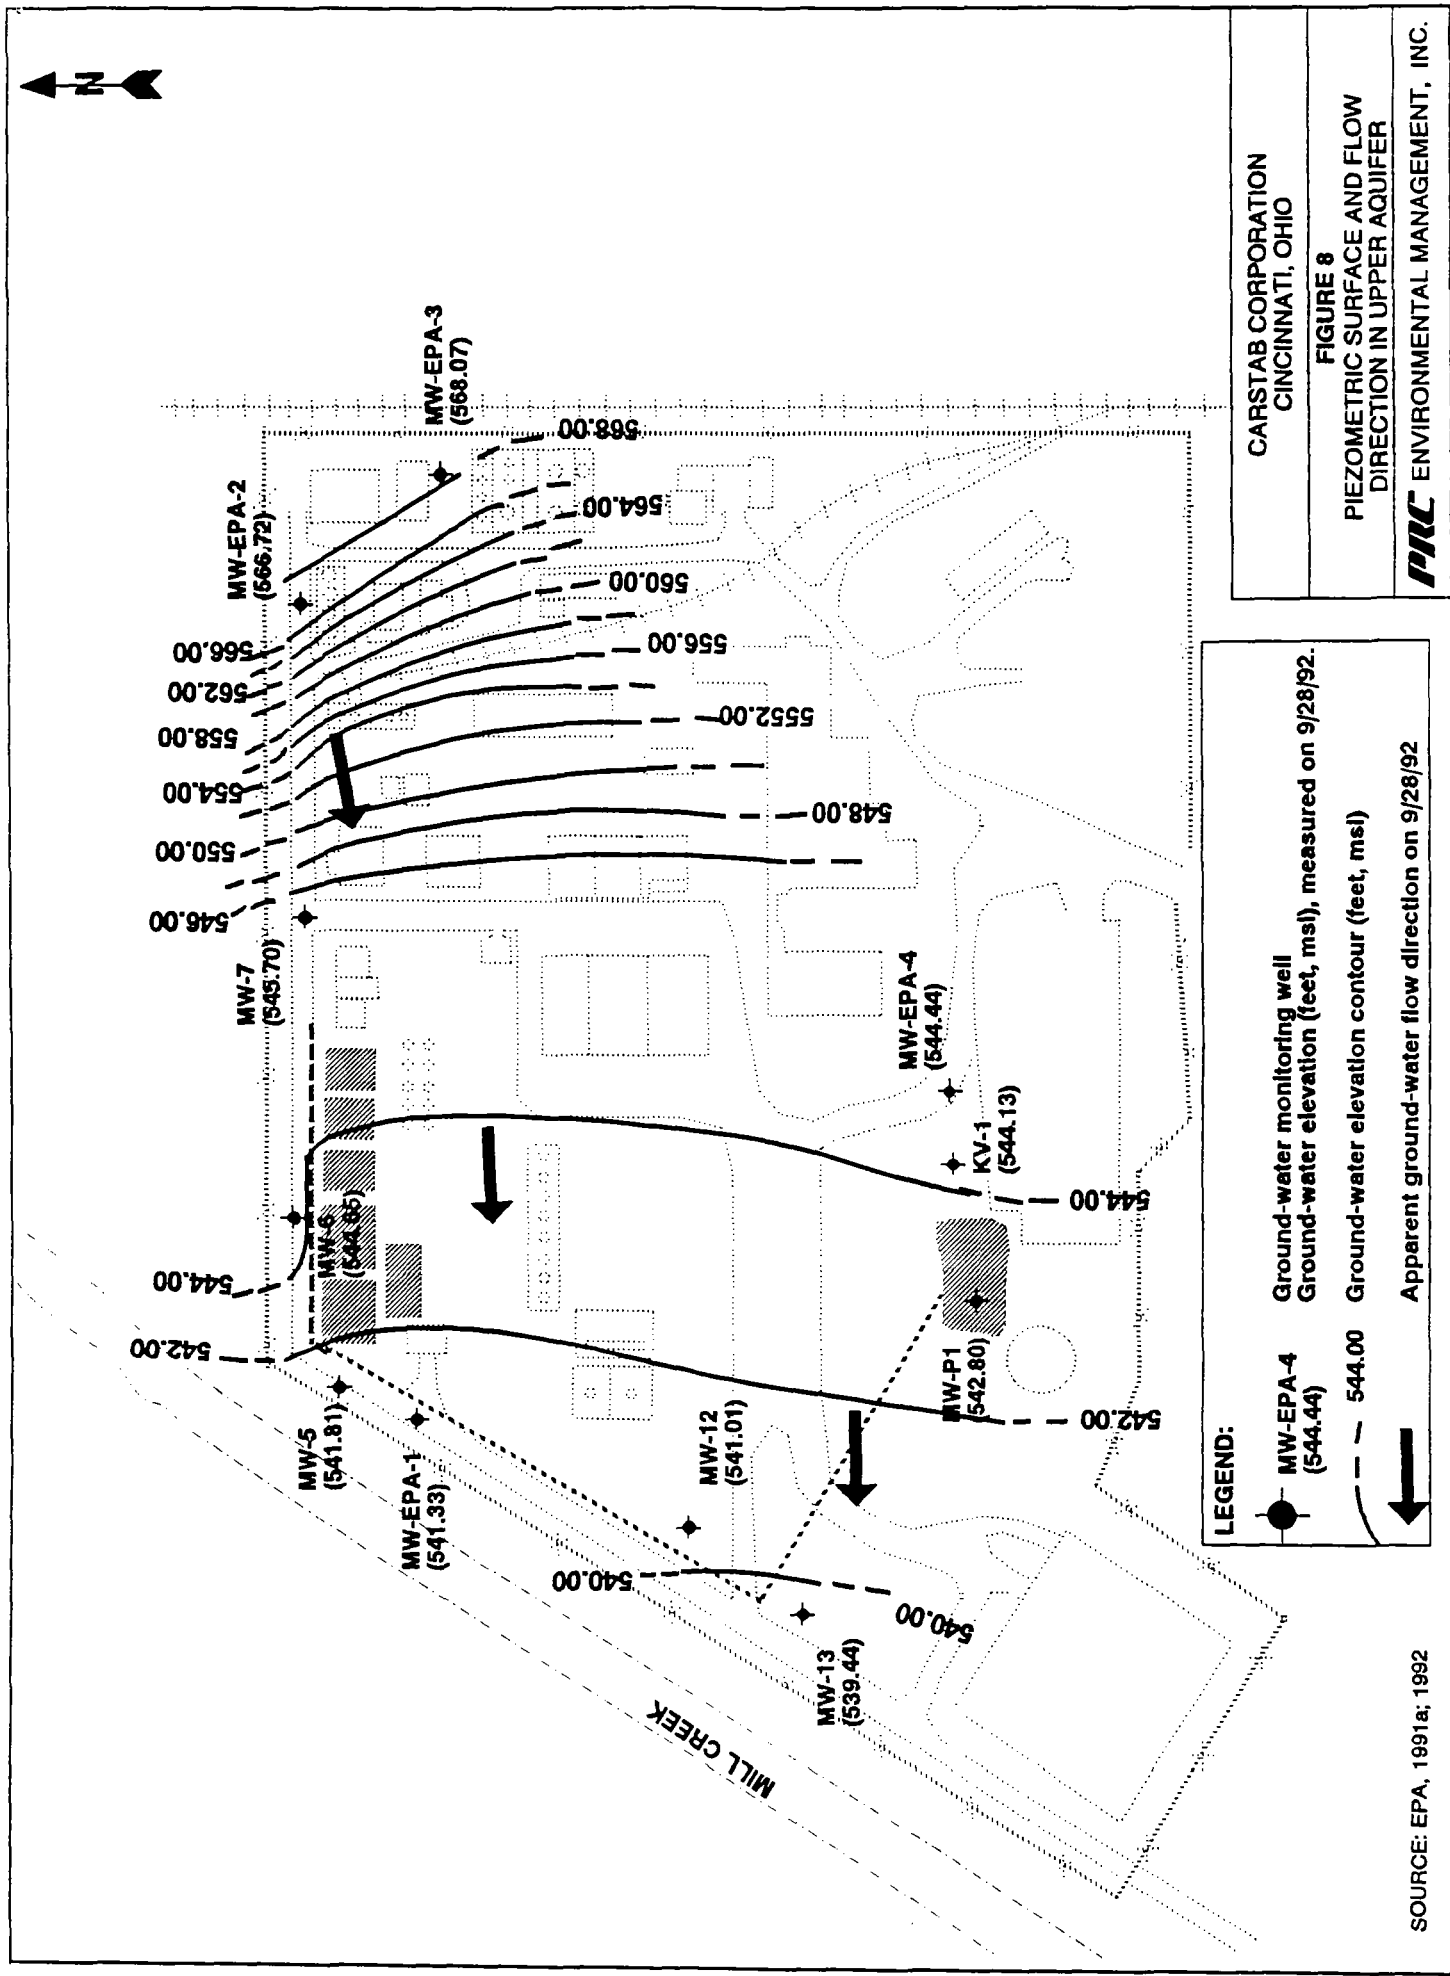 N
MW-EPA-3
(568.07)
MW-EPA-2
(566.72)
568.00
566.00
564.00
562.00
560.00
558.00
556.00
554.00
5552.00
550.00
548.00
546.00
MW-7
(545.70)
MW-EPA-4
(544.44)
KV-1
(544.13)
544.00
544.00
MW-6
(544.65)
542.00
542.00
MW-5
(541.81)
MW-EPA-1
(541.33)
MW-P1
(542.80)
MW-12
(541.01)
540.00
540.00
MW-13
(539.44)
MILL CREEK
LEGEND:
MW-EPA-4
(544.44)
Ground-water monitoring well
Ground-water elevation (feet, msl), measured on 9/28/92.
544.00 Ground-water elevation contour (feet, msl)
Apparent ground-water flow direction on 9/28/92
CARSTAB CORPORATION
CINCINNATI, OHIO
FIGURE 8
PIEZOMETRIC SURFACE AND FLOW
DIRECTION IN UPPER AQUIFER
PRC ENVIRONMENTAL MANAGEMENT, INC.
SOURCE: EPA, 1991a; 1992